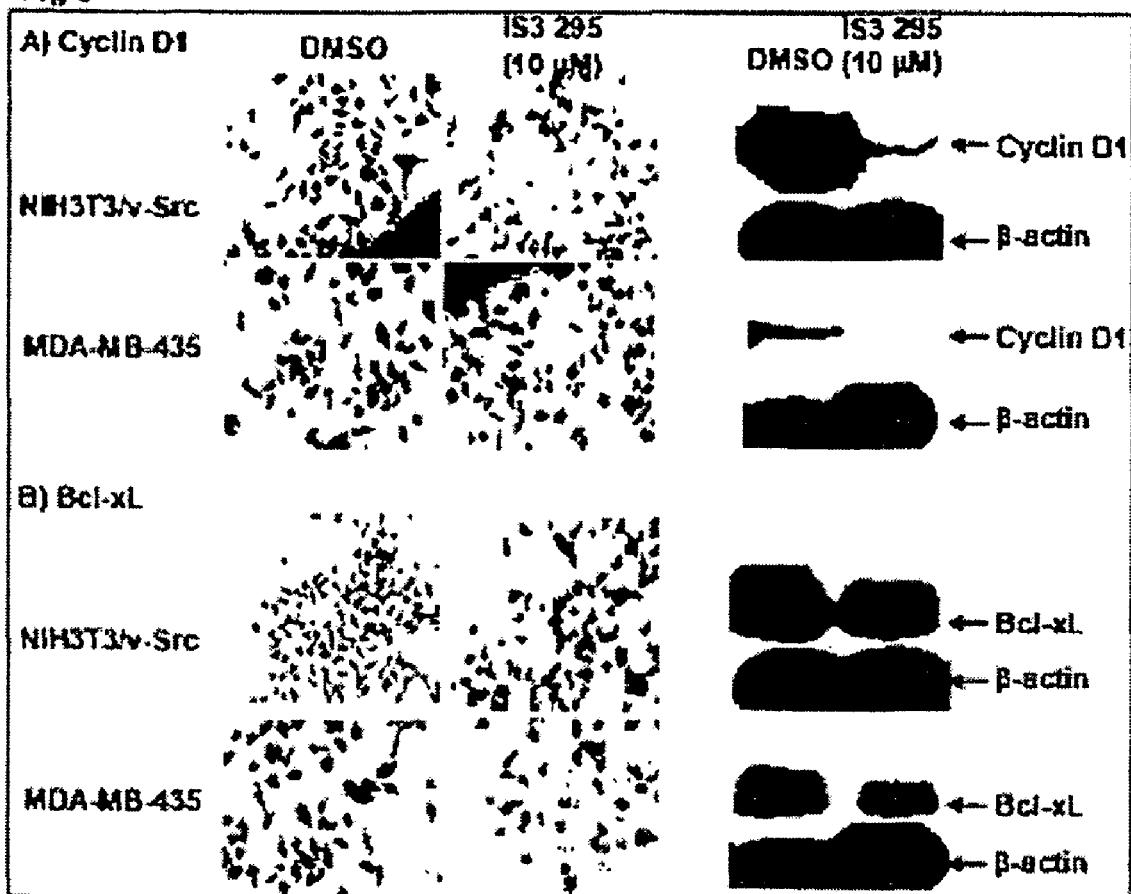 A) Cyclin D1
DMSO
IS3 295
(10 µM)
IS3 295
DMSO (10 µM)
NIH3T3/v-Src
Cyclin D1
β-actin
MDA-MB-435
Cyclin D1
β-actin
B) Bcl-xL
NIH3T3/v-Src
Bcl-xL
β-actin
MDA-MB-435
Bcl-xL
β-actin